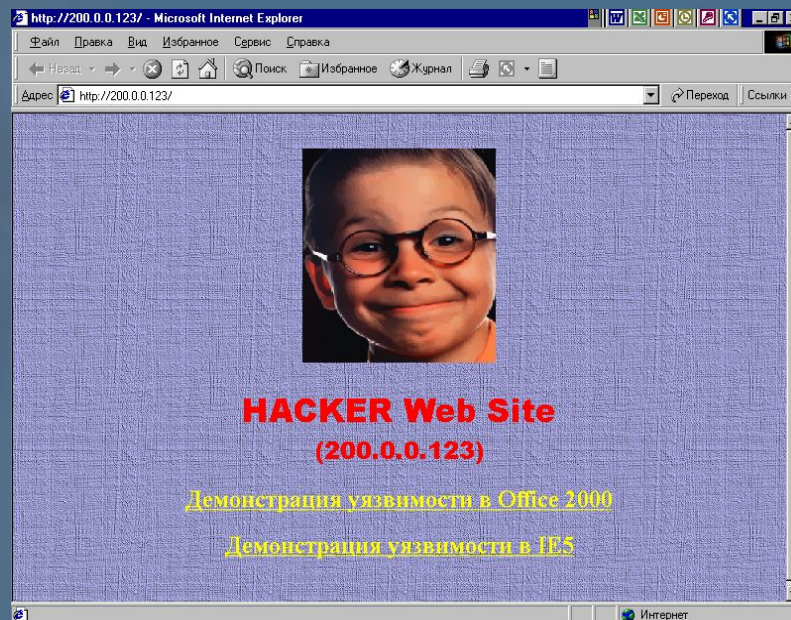 http://200.0.0.123/ - Microsoft Internet Explorer
Файл Правка Вид Избранное Сервис Справка
Назад Поиск Избранное Журнал
Адрес http://200.0.0.123/ Переход Ссылки
HACKER Web Site
(200.0.0.123)
Демонстрация уязвимости в Office 2000
Демонстрация уязвимости в IE5
Интернет